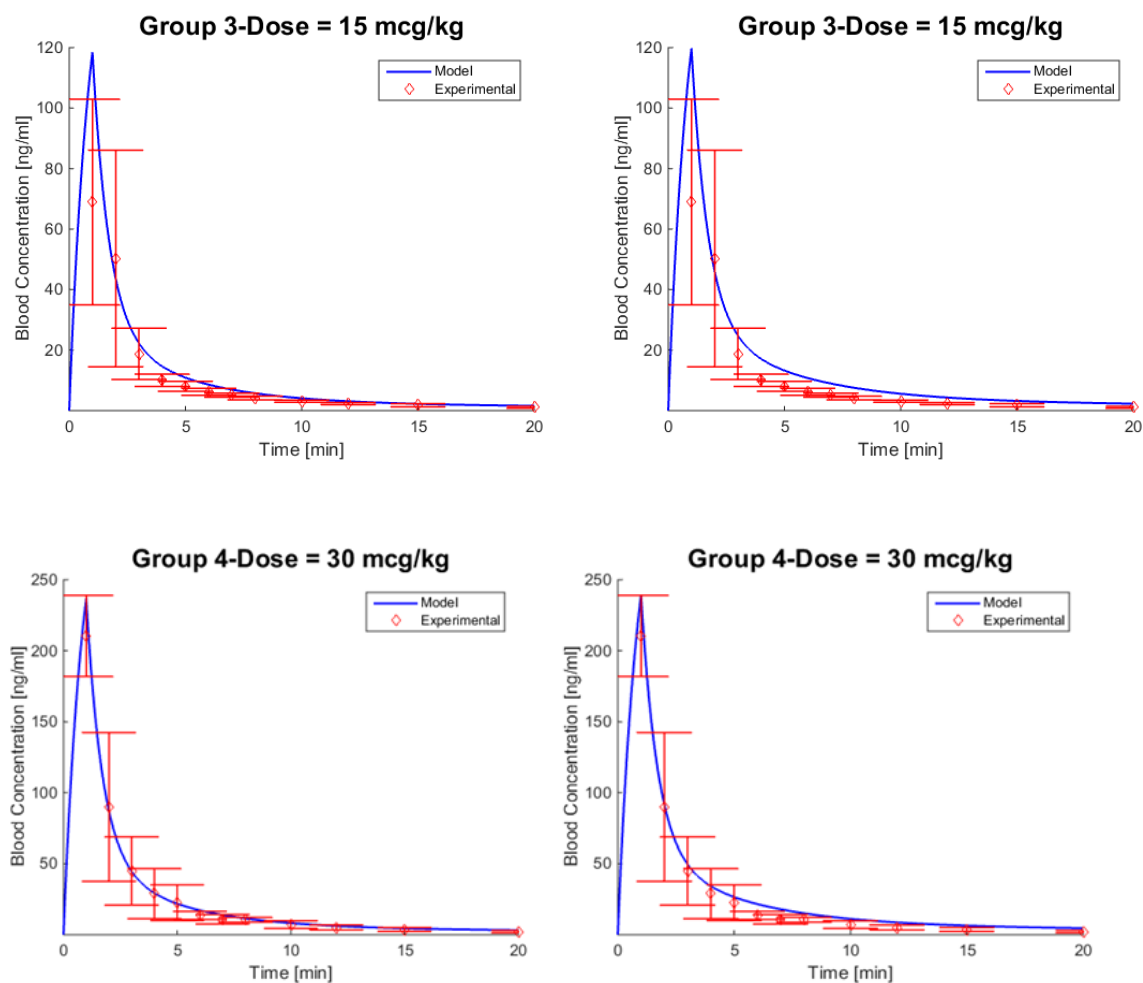 Group 3-Dose = 15 mcg/kg
120
100
80
60
40
20
Blood Concentration [ng/ml]
Model
Experimental
0
5
10
15
20
Time [min]
Group 3-Dose = 15 mcg/kg
120
100
80
60
40
20
Blood Concentration [ng/ml]
Model
Experimental
0
5
10
15
20
Time [min]
Group 4-Dose = 30 mcg/kg
250
200
150
100
50
Blood Concentration [ng/ml]
Model
Experimental
0
5
10
15
20
Time [min]
Group 4-Dose = 30 mcg/kg
250
200
150
100
50
Blood Concentration [ng/ml]
Model
Experimental
0
5
10
15
20
Time [min]